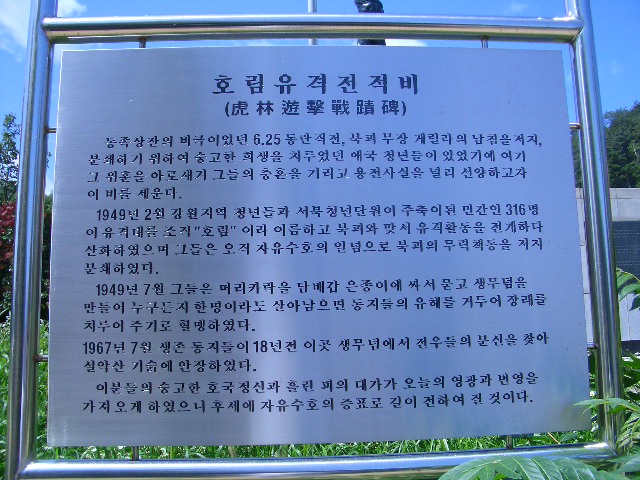 호림유격전적비
(虎林遊擊戰蹟碑)
동족상잔의 비극이었던 6.25 동란직전, 북괴 무장 게릴라의 남침을 저지,
분쇄하기 위하여 숭고한 희생을 치루었던 애국 청년들이 있었기에 여기
그 위훈을 아로새기 그들의 충혼을 기리고 용전사실을 널리 선양하고자
이 비를 세운다.
1949년 2월 강원지역 청년들과 서북청년단원이 주축이된 민간인 316명
이 유격대를 조직 "호림" 이라 이름하고 북괴와 맞서 유격활동을 전개하다
산화하였으며 그들은 오직 자유수호의 일념으로 북괴의 무력책동을 저지
분쇄하였다.
1949년 7월 그들은 머리카락을 담배갑 은종이에 싸서 묻고 생무덤을
만들어 누구든지 한명이라도 살아남으면 동지들의 유해를 거두어 장례를
치루어 주기로 혈맹하였다.
1967년 7월 생존 동지들이 18년전 이곳 생무덤에서 전우들의 분신을 찾아
설악산 기슭에 안장하였다.
이분들의 숭고한 호국정신과 흘린 피의 대가가 오늘의 영광과 번영을
가져오게 하였으니 후세에 자유수호의 증표로 길이 전하여 질 것이다.